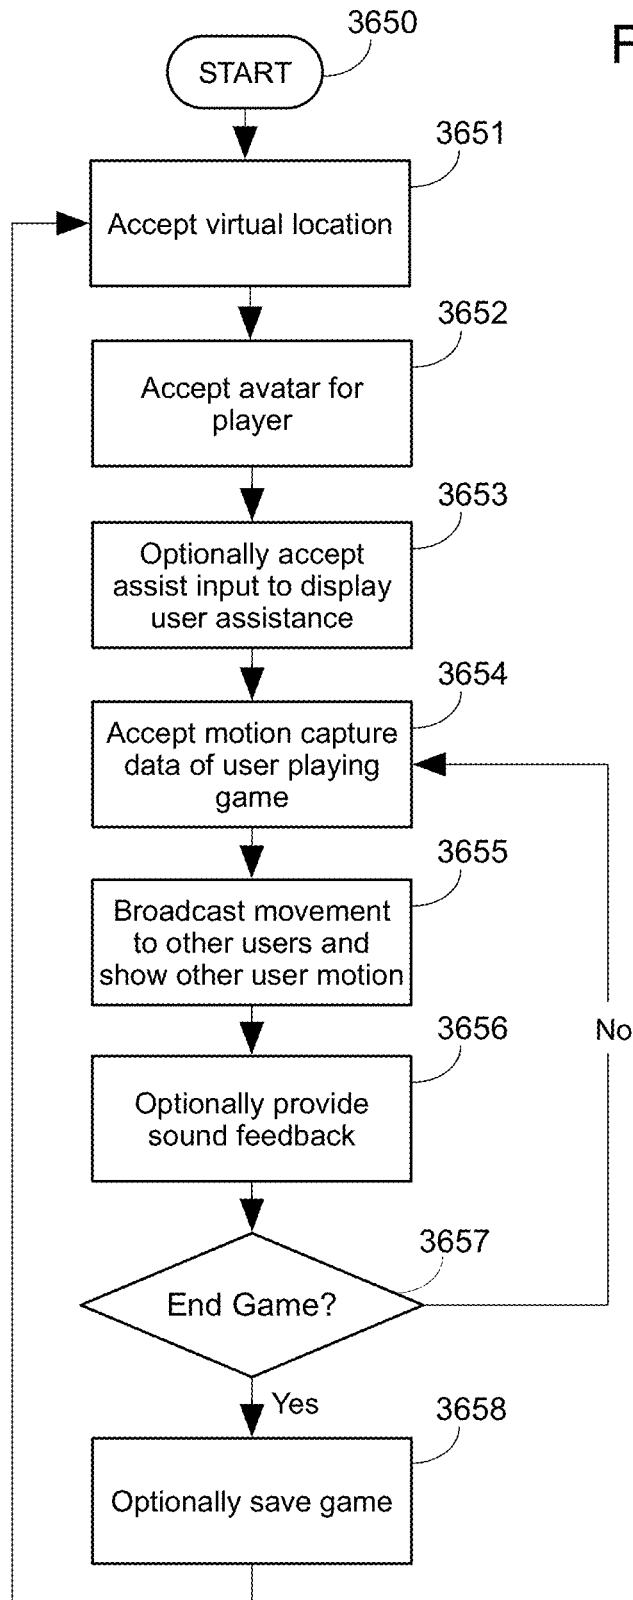 3650
START
3651
Accept virtual location
3652
Accept avatar for
player
3653
Optionally accept
assist input to display
user assistance
3654
Accept motion capture
data of user playing
game
3655
Broadcast movement
to other users and
show other user motion
3656
Optionally provide
sound feedback
No
3657
End Game?
Yes
3658
Optionally save game